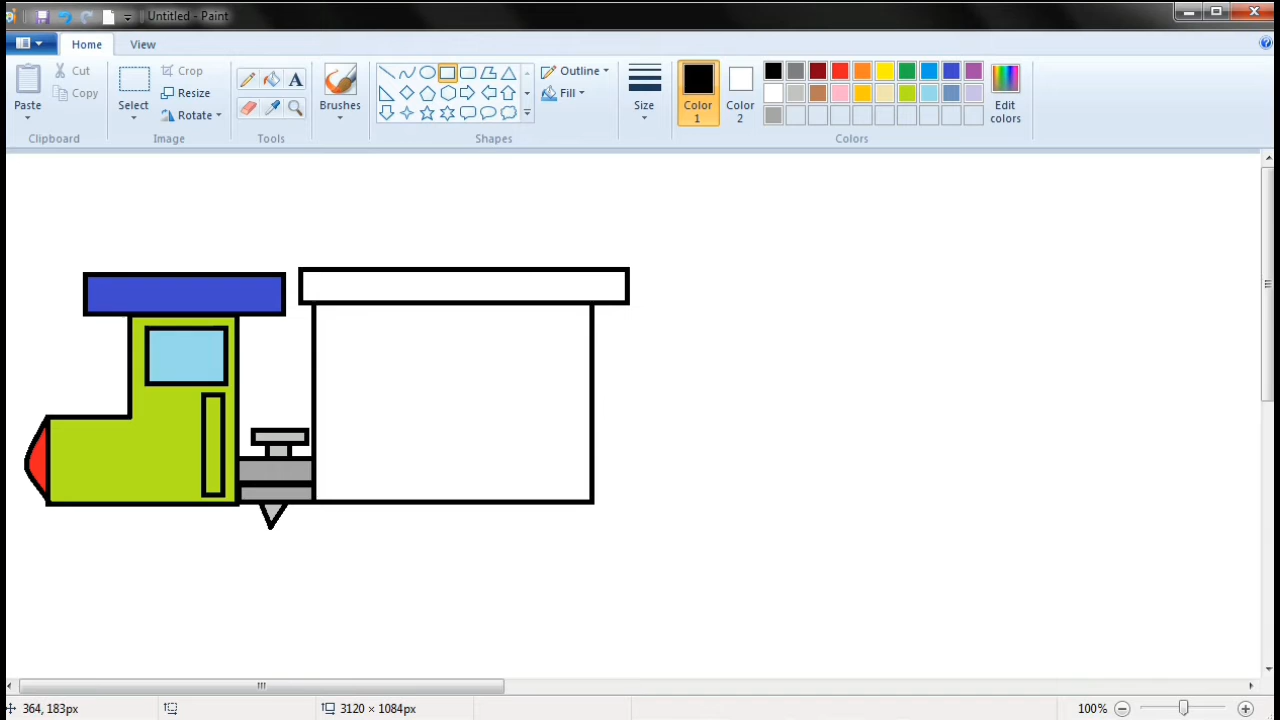 Untitled - Paint
Home View
Cut
Copy
Paste
Clipboard
Crop
Resize
Rotate
Select
Image
A
Tools
Brushes
Outline
Fill
Shapes
Size
Color 1
Color 2
Edit colors
Colors
364, 183px
3120 × 1084px
100%